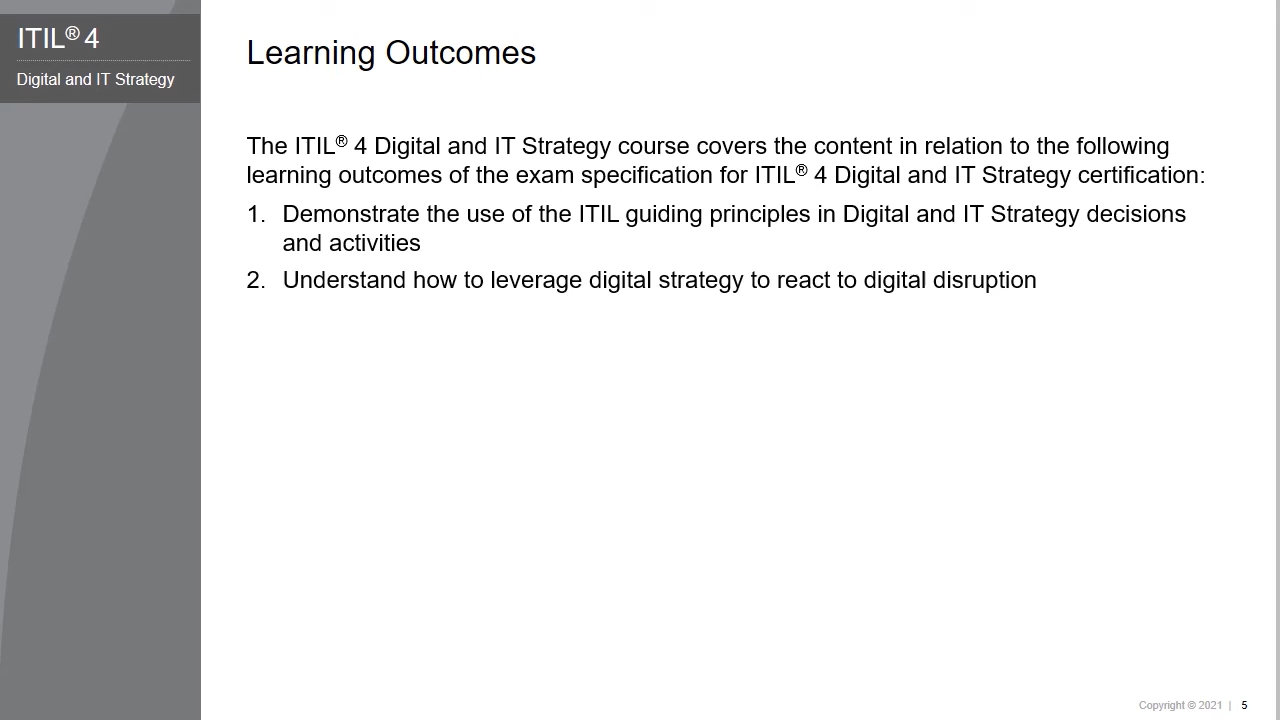 ITIL® 4
Digital and IT Strategy
Learning Outcomes
The ITIL® 4 Digital and IT Strategy course covers the content in relation to the following
learning outcomes of the exam specification for ITIL® 4 Digital and IT Strategy certification:
1. Demonstrate the use of the ITIL guiding principles in Digital and IT Strategy decisions
and activities
2. Understand how to leverage digital strategy to react to digital disruption
Copyright © 2021 | 5